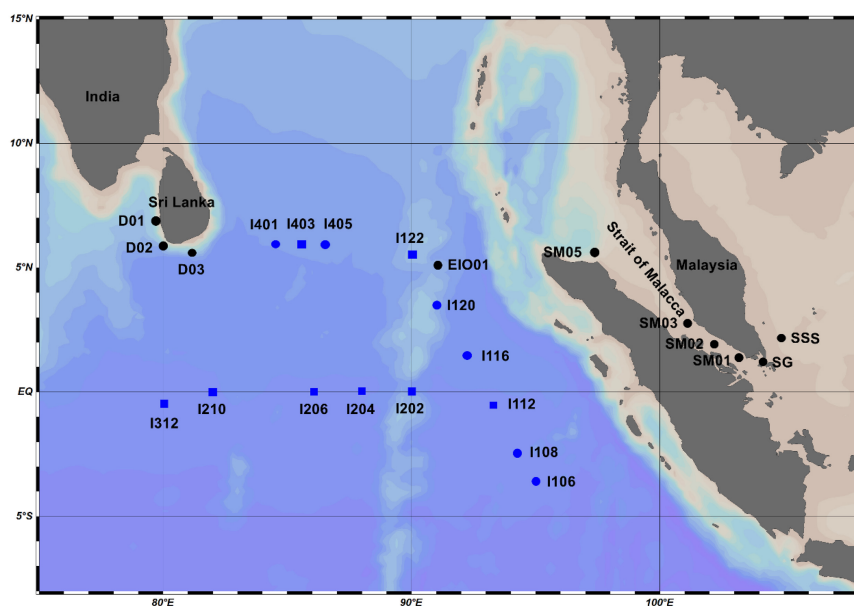 15°N
India
10°N
Sri Lanka
D01
D02
D03
I401
I403
I405
I122
EIO01
SM05
Strait of Malacca
Malaysia
5°N
I120
SM03
SM02
SM01
SSS
SG
I116
EQ
I312
I210
I206
I204
I202
I112
I108
I106
5°S
80°E
90°E
100°E